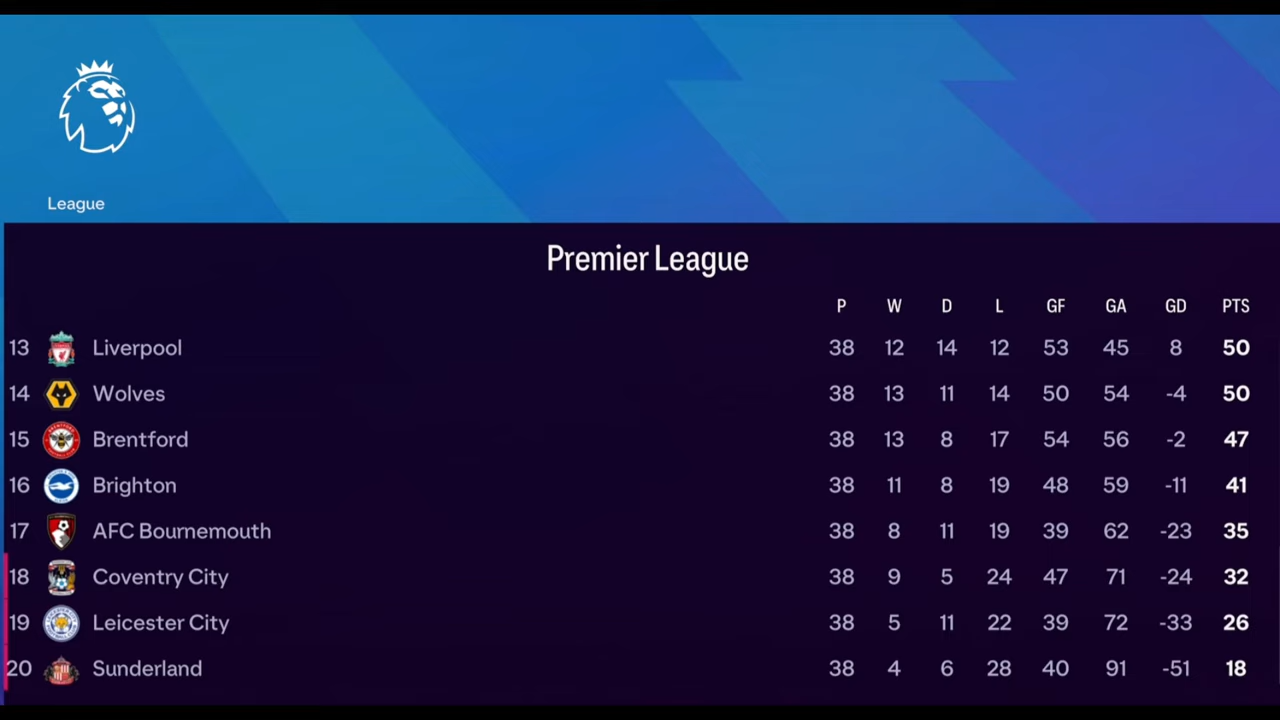 League
Premier League
P W D L GF GA GD PTS
13 Liverpool 38 12 14 12 53 45 8 50
14 Wolves 38 13 11 14 50 54 -4 50
15 Brentford 38 13 8 17 54 56 -2 47
16 Brighton 38 11 8 19 48 59 -11 41
17 AFC Bournemouth 38 8 11 19 39 62 -23 35
18 Coventry City 38 9 5 24 47 71 -24 32
19 Leicester City 38 5 11 22 39 72 -33 26
20 Sunderland 38 4 6 28 40 91 -51 18